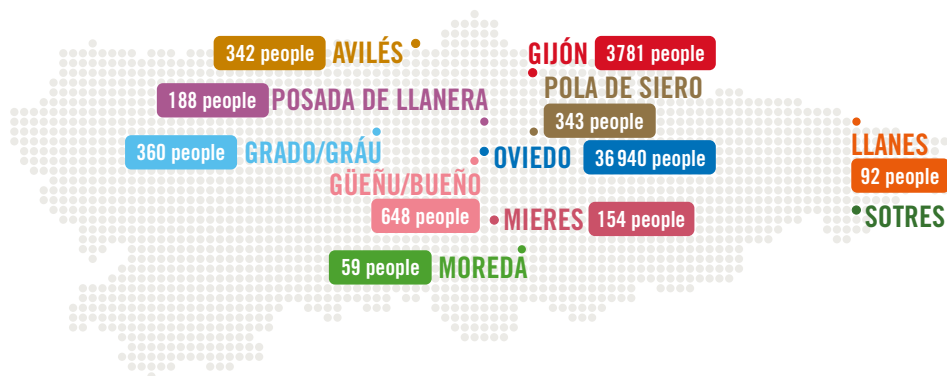 342 people AVILÉS
GIJÓN 3781 people
188 people POSADA DE LLANERA
POLA DE SIERO
343 people
360 people GRADO/GRÁU
OVIEDO 36 940 people
LLANES
92 people
GÜEÑU/BUEÑO
648 people
MIERES 154 people
SOTRES
59 people MOREDA